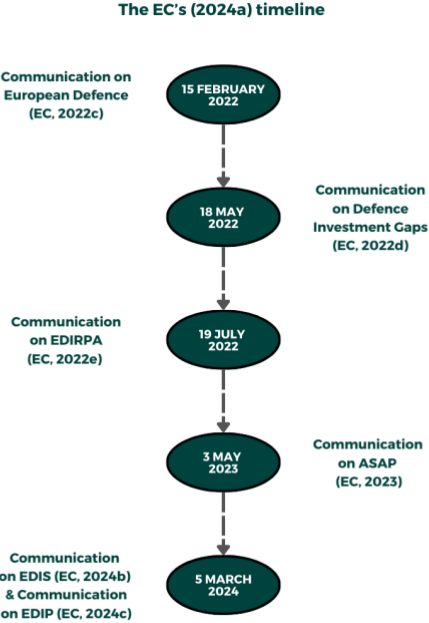 The EC's (2024a) timeline
Communication on
European Defence
(EC, 2022c)
15 FEBRUARY
2022
18 MAY
2022
Communication
on Defence
Investment Gaps
(EC, 2022d)
Communication
on EDIRPA
(EC, 2022e)
19 JULY
2022
3 MAY
2023
Communication
on ASAP
(EC, 2023)
Communication
on EDIS (EC, 2024b)
& Communication
on EDIP (EC, 2024c)
5 MARCH
2024